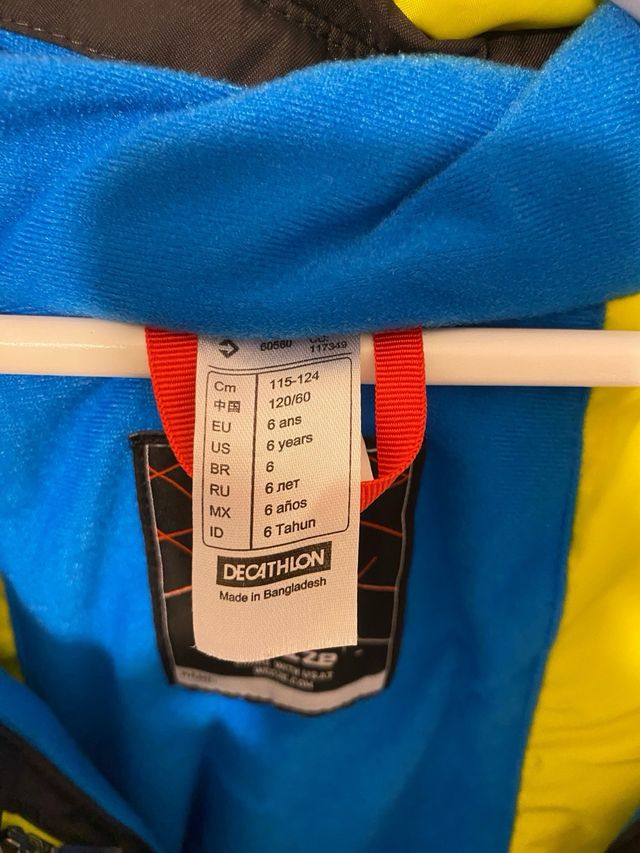 60580
117349
Cm 115-124
中国 120/60
EU 6 ans
US 6 years
BR 6
RU 6 лет
MX 6 años
ID 6 Tahun
DECATHLON
Made in Bangladesh